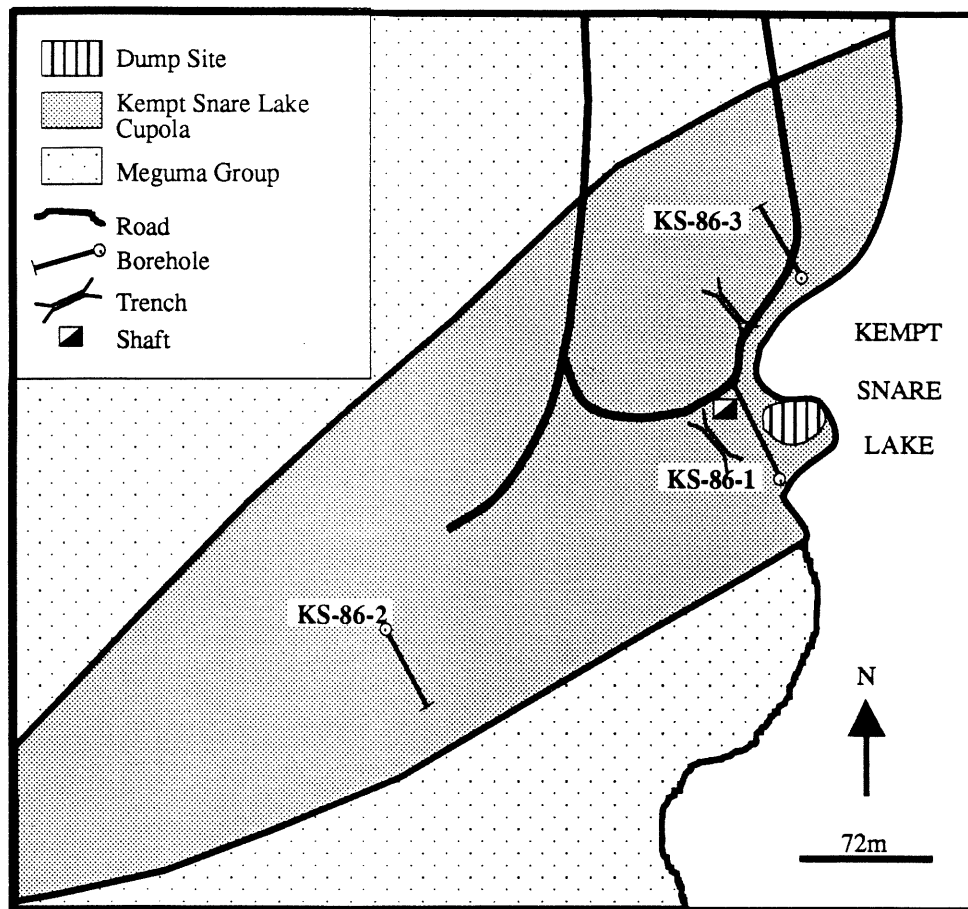 Dump Site
Kempt Snare Lake
Cupola
Meguma Group
Road
Borehole
Trench
Shaft
KS-86-3
KEMPT
SNARE
LAKE
KS-86-1
KS-86-2
N
72m